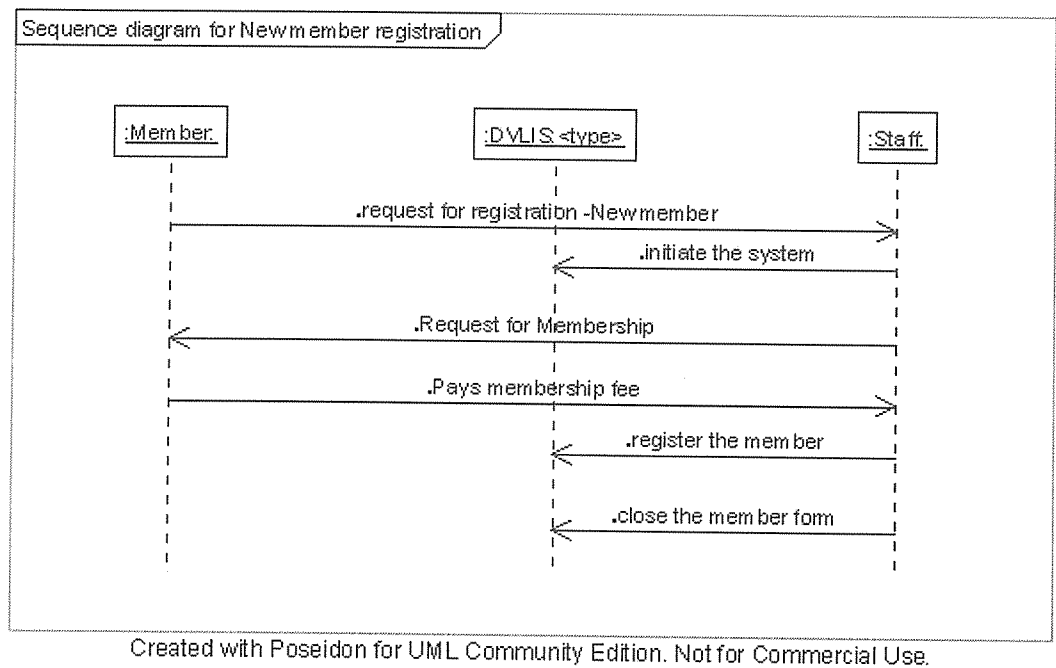 Sequence diagram for Newmember registration
:Member:
:DVLIS:<type>
:Staff:
.request for registration -Newmember
.initiate the system
.Request for Membership
.Pays membership fee
.register the member
.close the member form
Created with Poseidon for UML Community Edition. Not for Commercial Use.